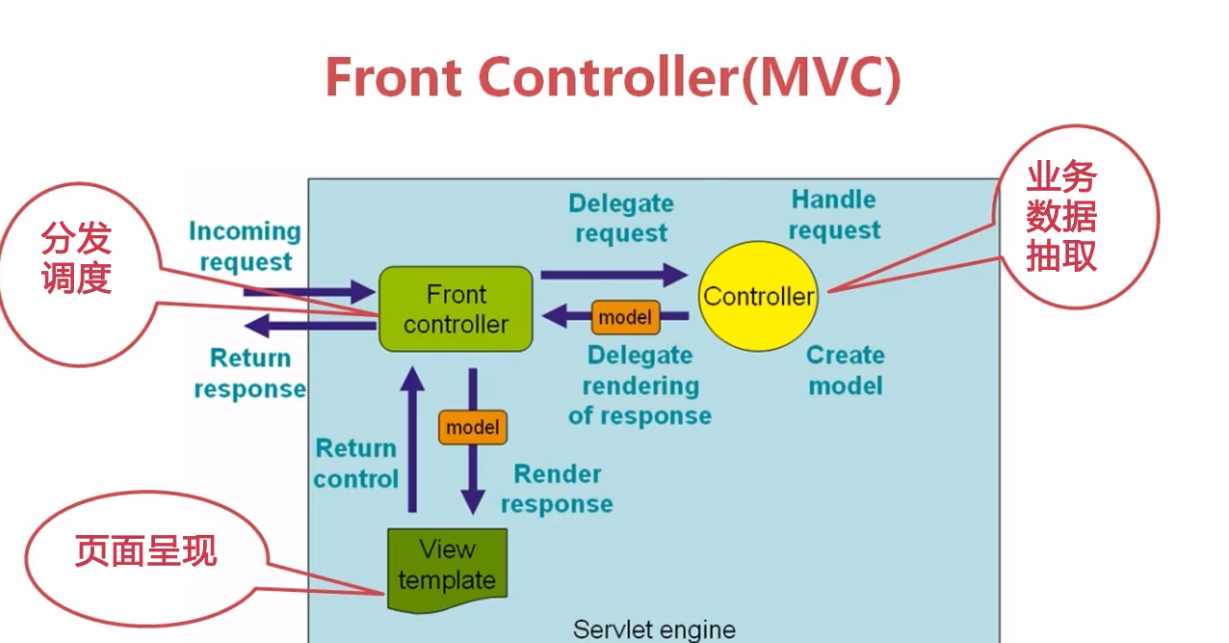 Front Controller(MVC)
业务
数据
抽取
分发
调度
Incoming
request
Delegate
request
Handle
request
Front
controller
Controller
model
Return
response
Delegate
rendering
of response
Create
model
model
Return
control
Render
response
页面呈现
View
template
Servlet engine